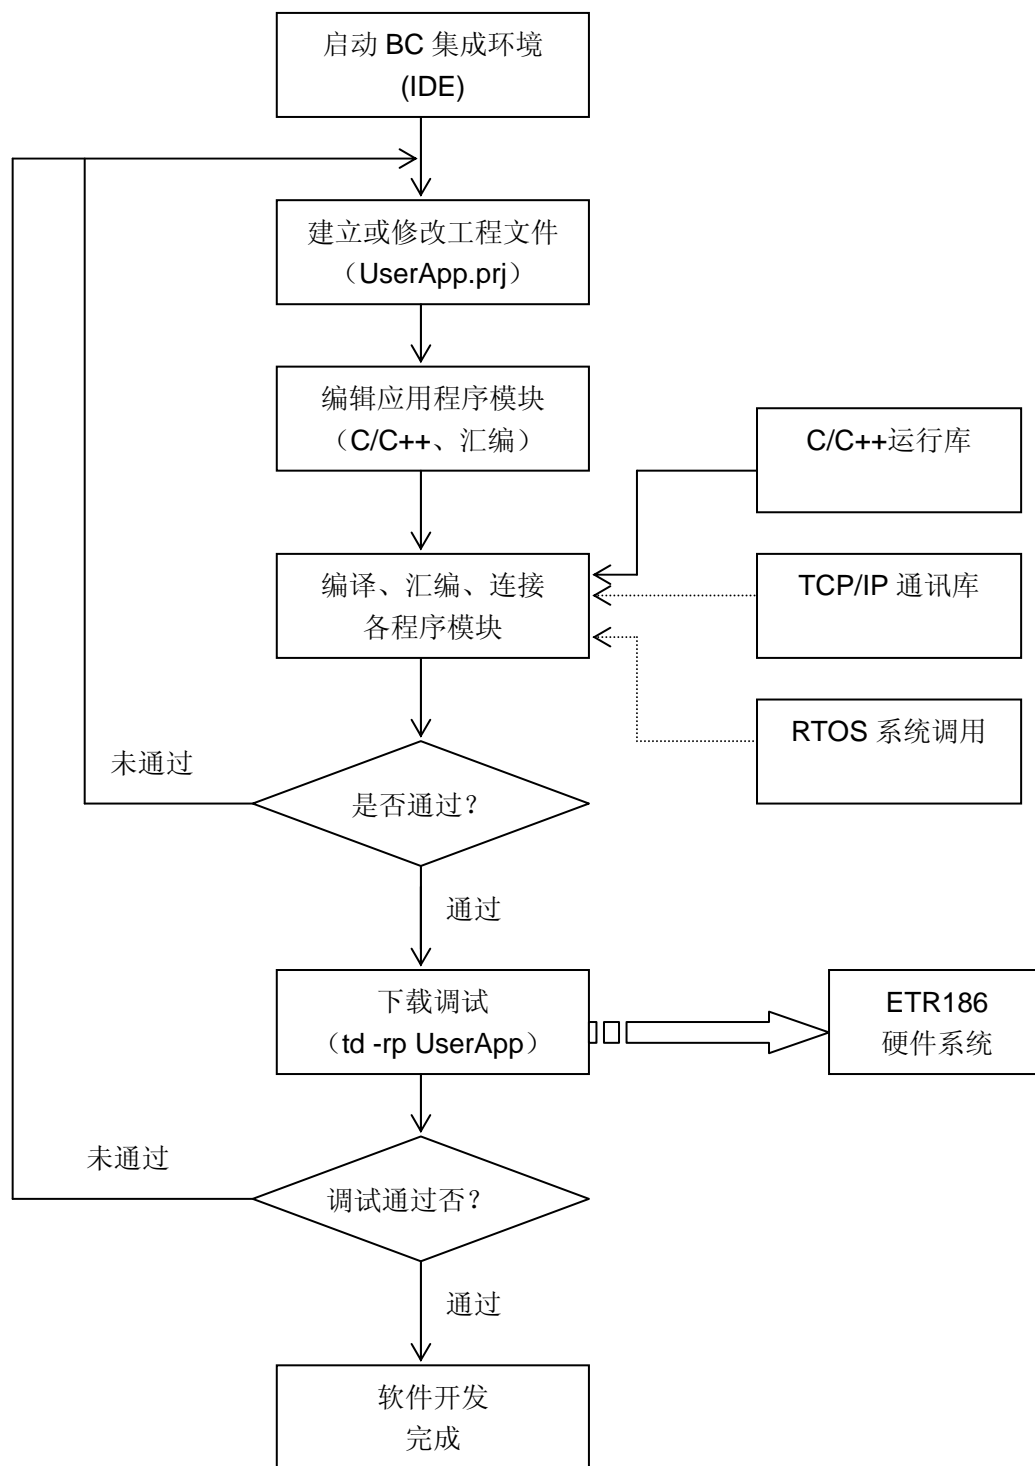 启动 BC 集成环境
(IDE)
建立或修改工程文件
（UserApp.prj）
编辑应用程序模块
（C/C++、汇编）
C/C++运行库
编译、汇编、连接
各程序模块
TCP/IP 通讯库
RTOS 系统调用
未通过
是否通过？
通过
下载调试
（td -rp UserApp）
ETR186
硬件系统
未通过
调试通过否？
通过
软件开发
完成